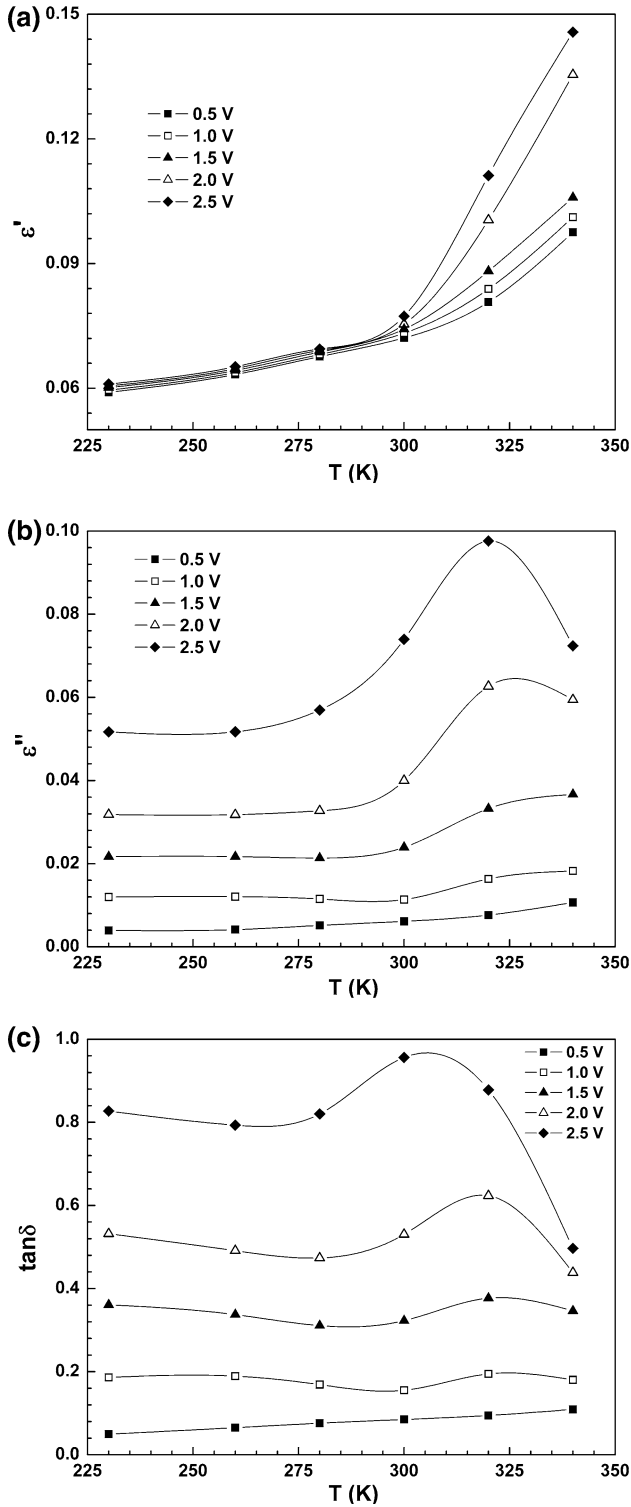 (a)
0.15
0.12
0.09
0.06
ε'
0.5 V
1.0 V
1.5 V
2.0 V
2.5 V
225 250 275 300 325 350
T (K)
(b)
0.10
0.08
0.06
0.04
0.02
0.00
ε"
0.5 V
1.0 V
1.5 V
2.0 V
2.5 V
225 250 275 300 325 350
T (K)
(c)
1.0
0.8
0.6
0.4
0.2
0.0
tanδ
0.5 V
1.0 V
1.5 V
2.0 V
2.5 V
225 250 275 300 325 350
T (K)